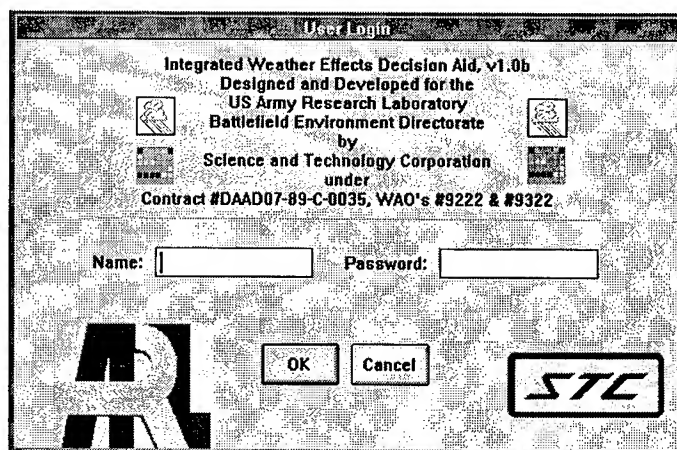 User Login
Integrated Weather Effects Decision Aid, v1.0b
Designed and Developed for the
US Army Research Laboratory
Battlefield Environment Directorate
by
Science and Technology Corporation
under
Contract #DAAD07-89-C-0035, WAO's #9222 & #9322
Name: Password:
OK Cancel
STC